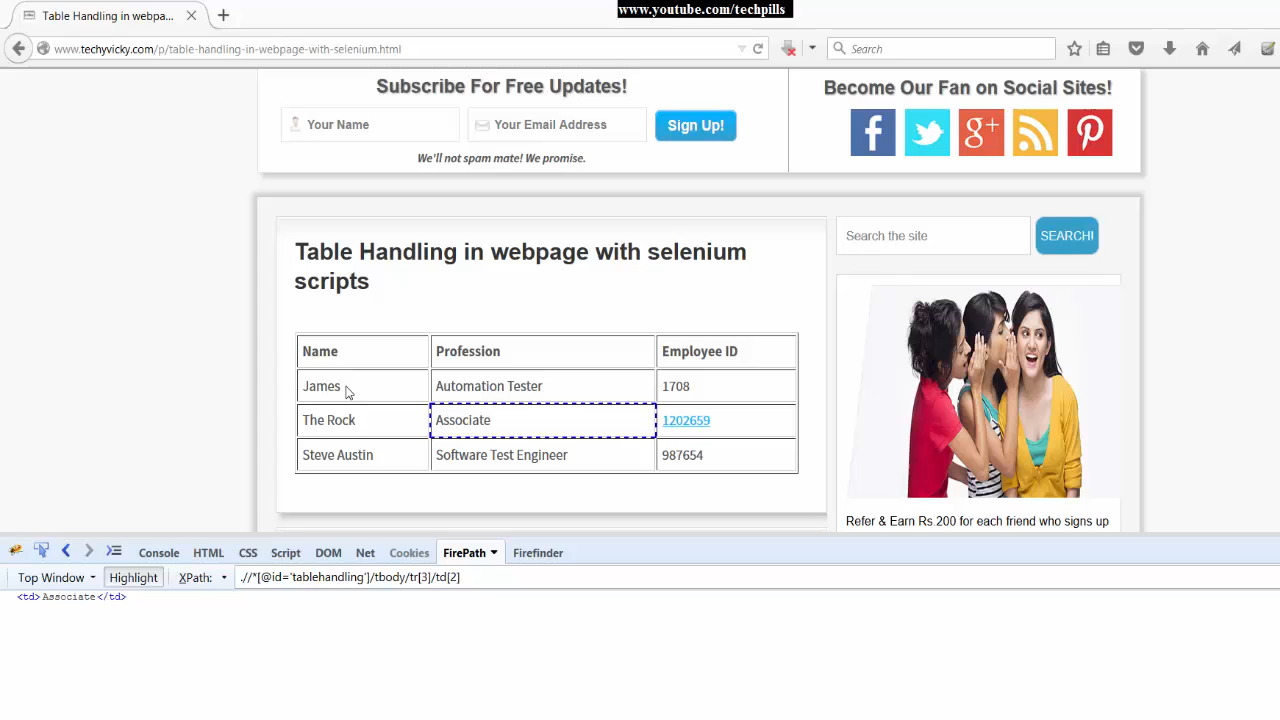 www.youtube.com/techpills
Table Handling in webpa...
www.techyvicky.com/p/table-handling-in-webpage-with-selenium.html
Search
Subscribe For Free Updates!
Become Our Fan on Social Sites!
Your Name
Your Email Address
Sign Up!
f
g+
We'll not spam mate! We promise.
Table Handling in webpage with selenium
scripts
Search the site
SEARCH!
Name Profession Employee ID
James Automation Tester 1708
The Rock Associate 1202659
Steve Austin Software Test Engineer 987654
Refer & Earn Rs.200 for each friend who signs up
Console HTML CSS Script DOM Net Cookies FirePath Firefinder
Top Window Highlight XPath: .//*[@id='tablehandling']/tbody/tr[3]/td[2]
<td>Associate</td>